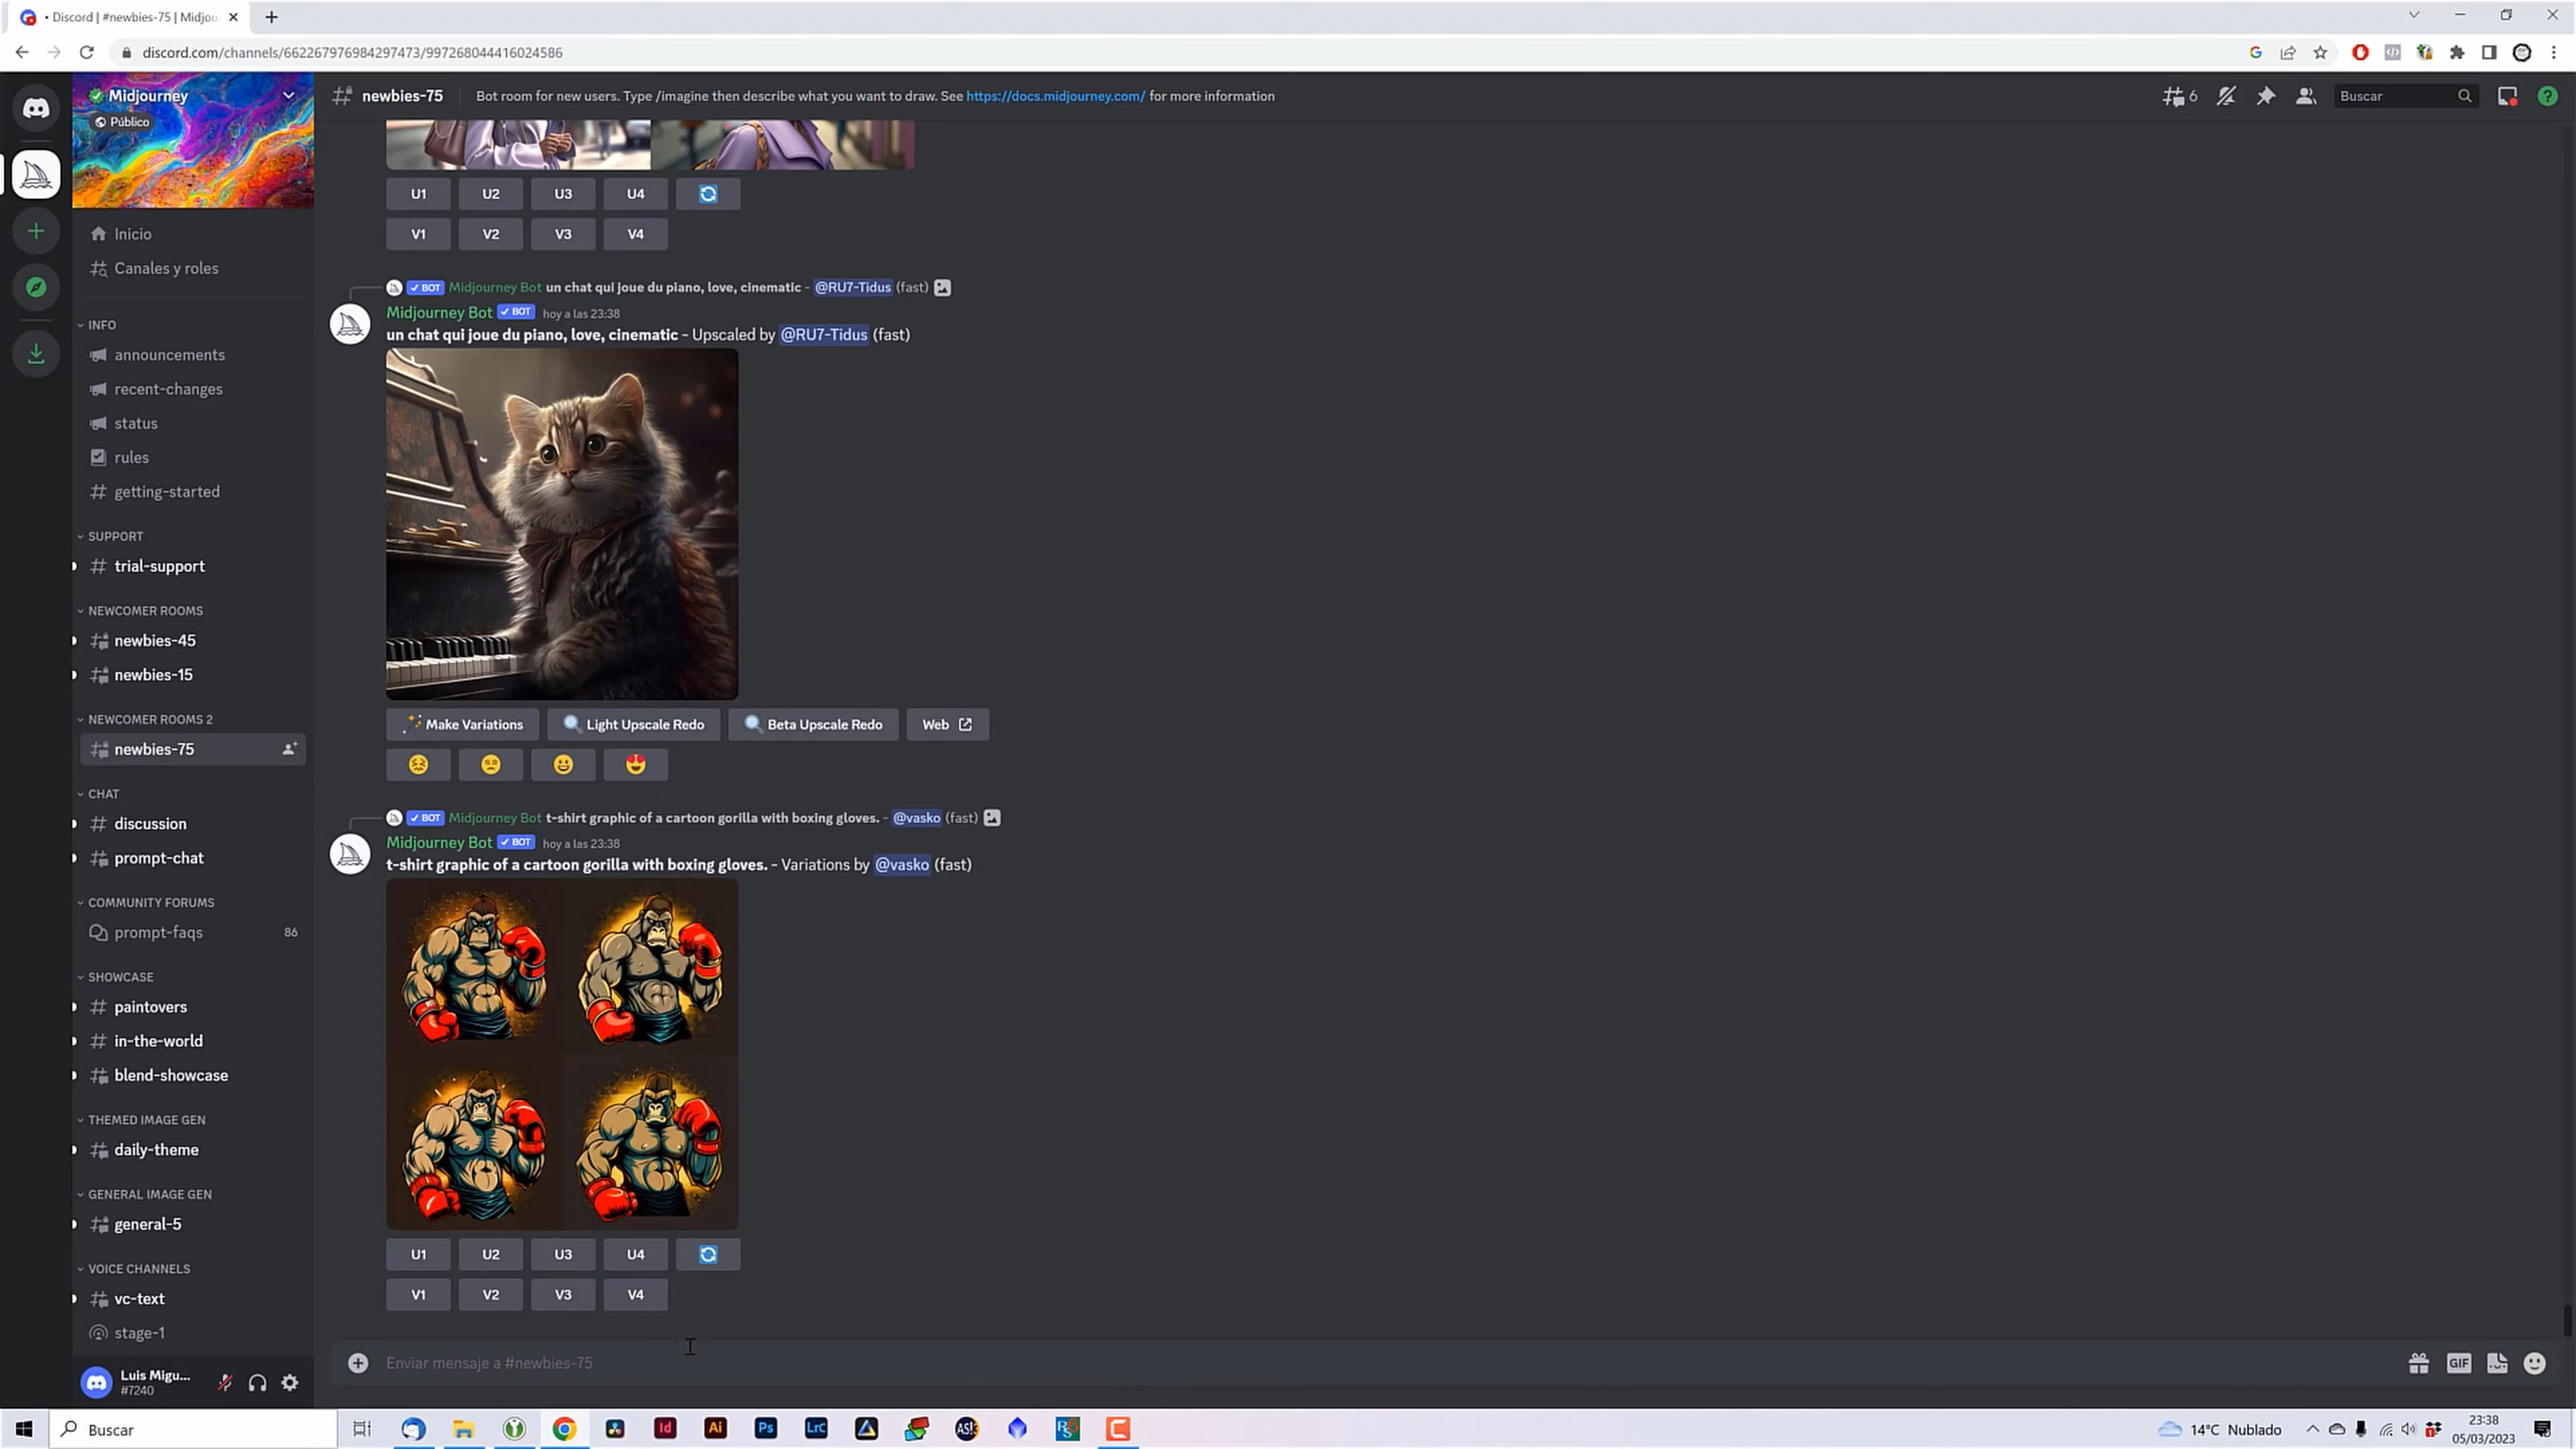 • Discord | #newbies-75 | Midjou
discord.com/channels/662267976984297473/997268044416024586
Midjourney
Público
Inicio
Canales y roles
INFO
announcements
recent-changes
status
rules
getting-started
SUPPORT
trial-support
NEWCOMER ROOMS
newbies-45
newbies-15
NEWCOMER ROOMS 2
newbies-75
CHAT
discussion
prompt-chat
COMMUNITY FORUMS
prompt-faqs 86
SHOWCASE
paintovers
in-the-world
blend-showcase
THEMED IMAGE GEN
daily-theme
GENERAL IMAGE GEN
general-5
VOICE CHANNELS
vc-text
stage-1
Luis Migu...
#7240
newbies-75 Bot room for new users. Type /imagine then describe what you want to draw. See https://docs.midjourney.com/ for more information
6
Buscar
U1 U2 U3 U4
V1 V2 V3 V4
BOT Midjourney Bot un chat qui joue du piano, love, cinematic - @RU7-Tidus (fast)
Midjourney Bot BOT hoy a las 23:38
un chat qui joue du piano, love, cinematic - Upscaled by @RU7-Tidus (fast)
Make Variations Light Upscale Redo Beta Upscale Redo Web
BOT Midjourney Bot t-shirt graphic of a cartoon gorilla with boxing gloves. - @vasko (fast)
Midjourney Bot BOT hoy a las 23:38
t-shirt graphic of a cartoon gorilla with boxing gloves. - Variations by @vasko (fast)
U1 U2 U3 U4
V1 V2 V3 V4
Enviar mensaje a #newbies-75
GIF
Buscar
Id Ai Ps LrC AS!
14°C Nublado
23:38
05/03/2023